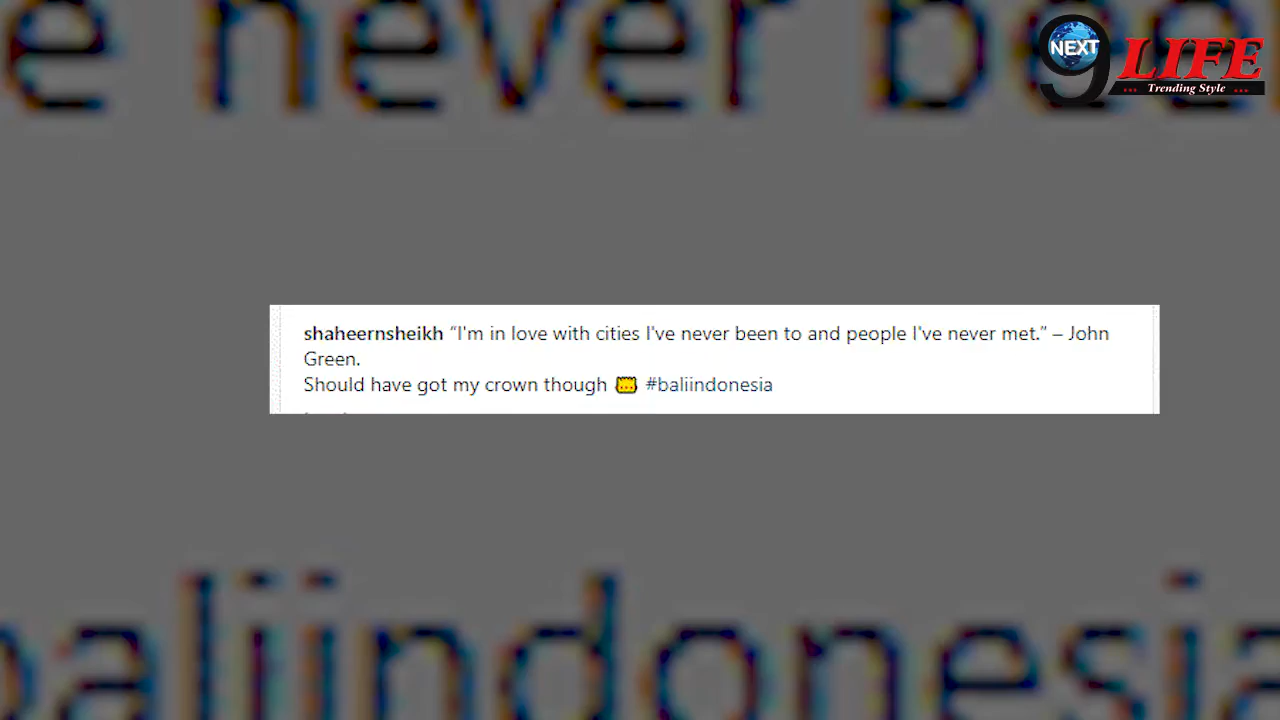 e never bee
9 NEXT LIFE
... Trending Style ...
shaheernsheikh “I'm in love with cities I've never been to and people I've never met.” – John
Green.
Should have got my crown though #baliindonesia
baliindonesia